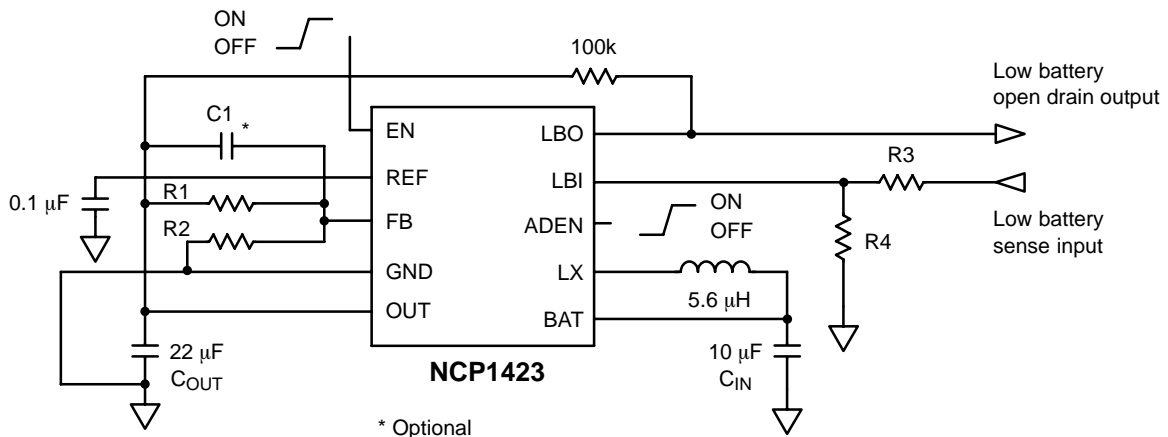 ON
OFF
100k
Low battery
open drain output
C1
*
EN
LBO
R3
REF
LBI
0.1 μF
R1
ON
OFF
FB
ADEN
R2
R4
Low battery
sense input
GND
LX
5.6 μH
OUT
BAT
22 μF
COUT
NCP1423
10 μF
CIN
* Optional